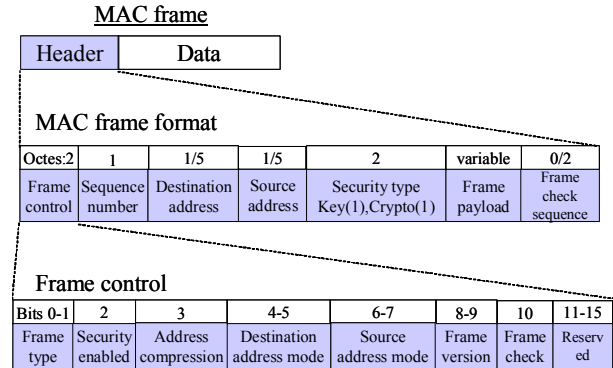 MAC frame
Header Data
MAC frame format
Octes:2 1 1/5 1/5 2 variable 0/2
Frame control Sequence number Destination address Source address Security type Key(1),Crypto(1) Frame payload Frame check sequence
Frame control
Bits 0-1 2 3 4-5 6-7 8-9 10 11-15
Frame type Security enabled Address compression Destination address mode Source address mode Frame version Frame check Reserv ed